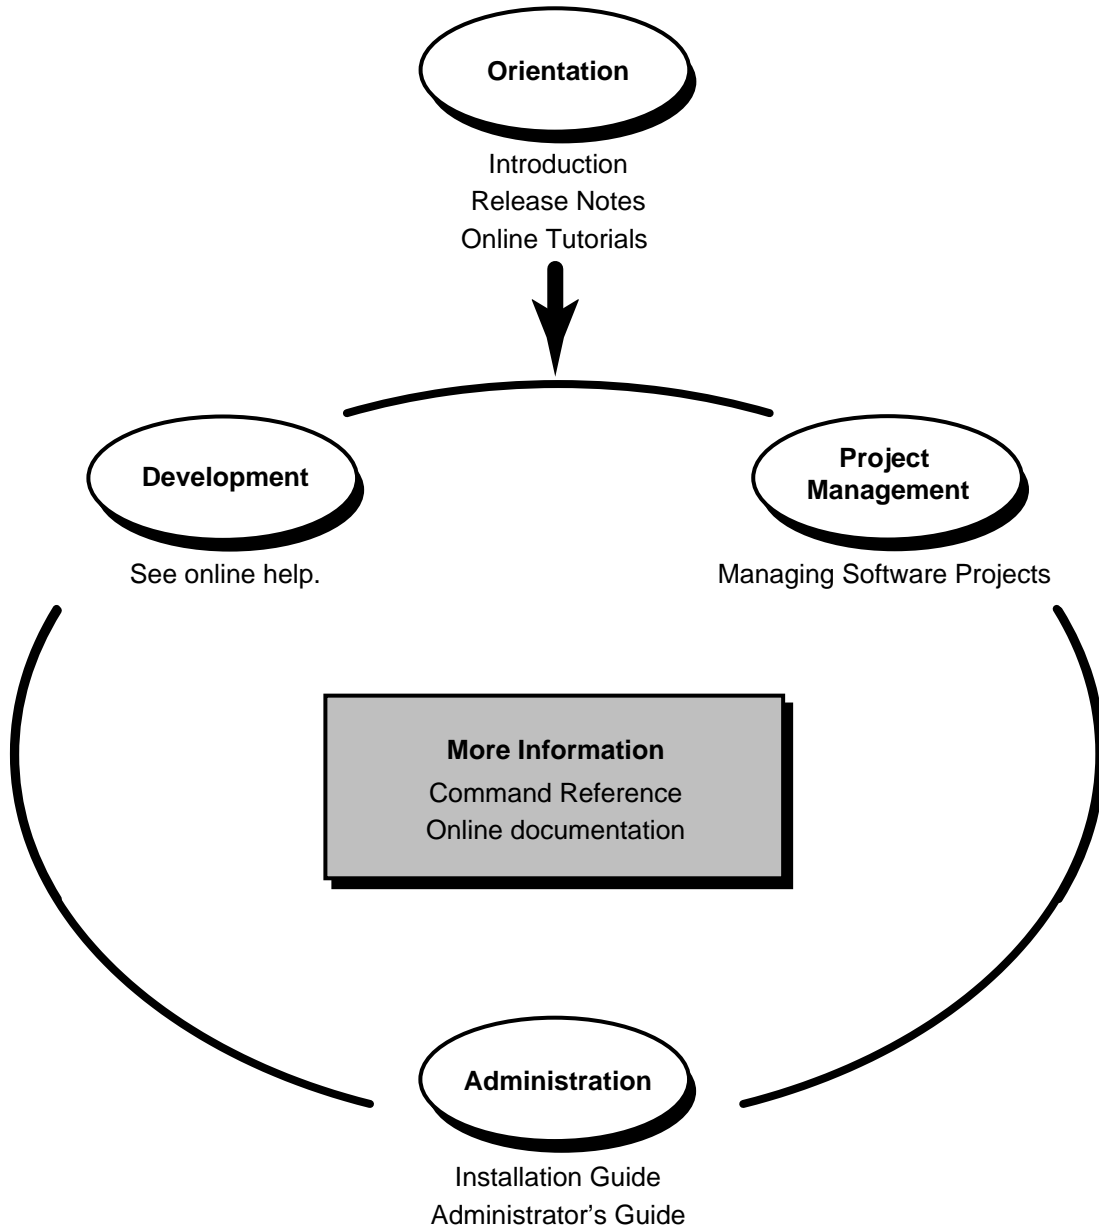 Orientation
Introduction
Release Notes
Online Tutorials
Development
See online help.
Project
Management
Managing Software Projects
More Information
Command Reference
Online documentation
Administration
Installation Guide
Administrator’s Guide